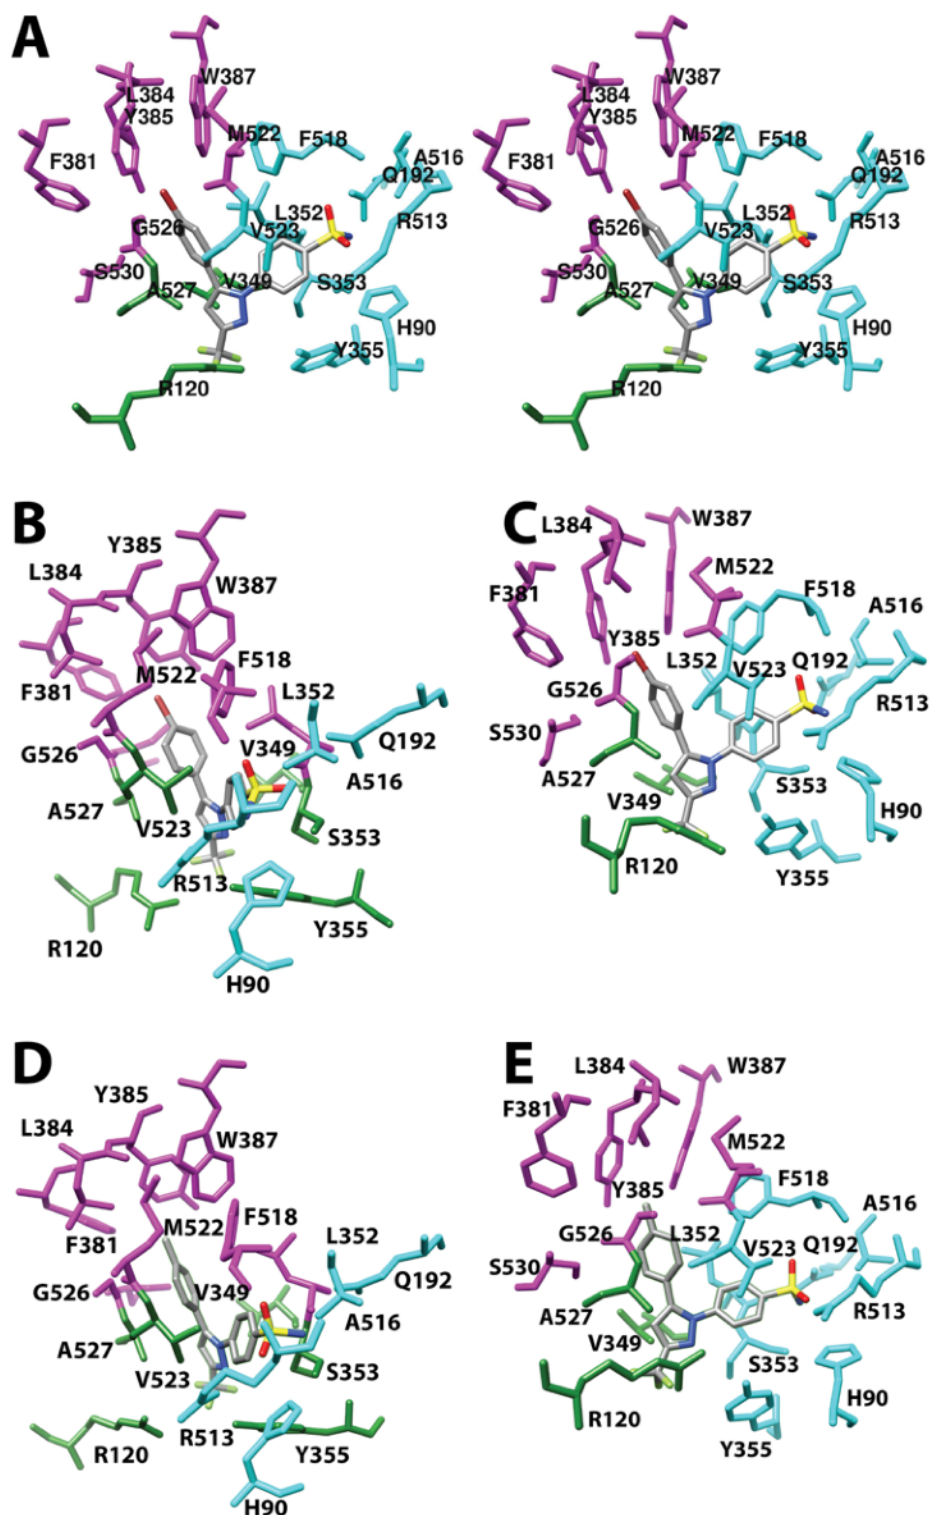 A
W387 W387
L384 L384
Y385 Y385
M522 F518 M522 F518
F381 A516 F381 A516
Q192 Q192
L352 R513 L352 R513
G526 V523 G526 V523
S530 V349 S353 S530 V349 S353
A527 A527
H90 H90
Y355 Y355
R120 R120
B C
L384 W387
Y385
L384 W387 M522
F381 F518
A516
F518 Y385
F381 M522 L352 L352 V523 Q192
G526 R513
G526 V349 Q192 S530
A516 A527 S353
A527 V523 V349 H90
S353
R513 R120 Y355
R120 Y355
H90
D E
L384 W387
Y385 F381
L384 W387 M522
F518
Y385
F381 M522 F518 L352 A516
G526 L352 V523 Q192
G526 V349 Q192 S530
A516 A527 R513
A527 V349
V523 S353 S353
H90
R120 R513 Y355 R120
Y355
H90